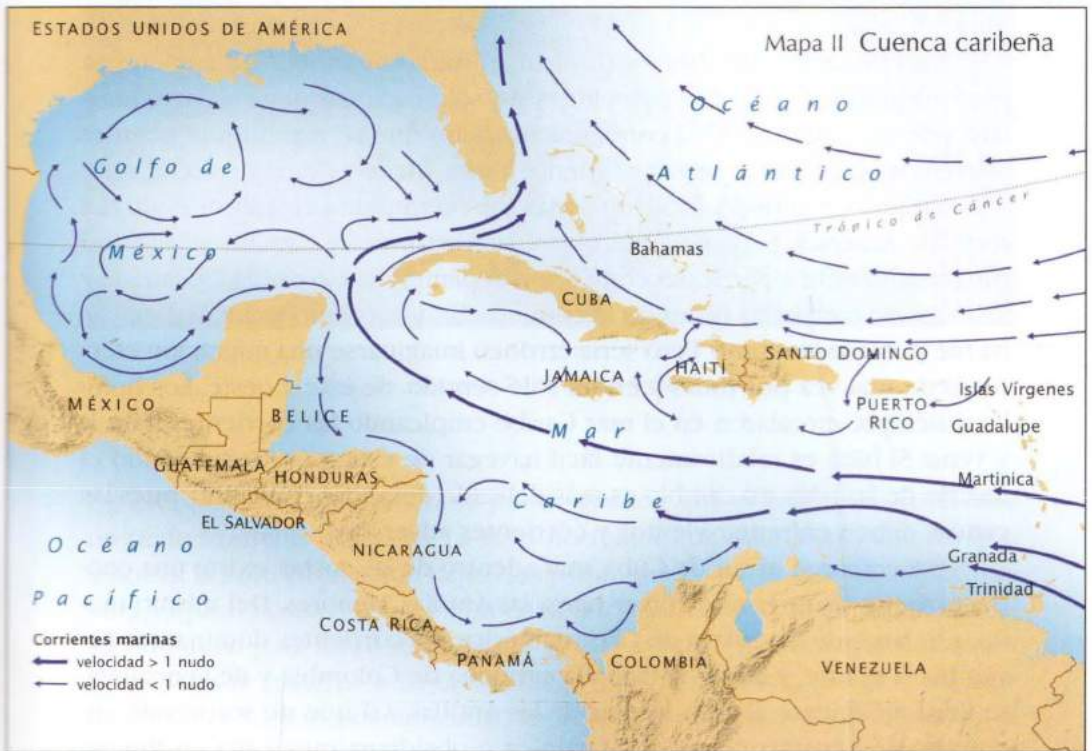 ESTADOS UNIDOS DE AMÉRICA
Mapa II Cuenca caribeña
Océano
Atlántico
Golfo de
México
Trópico de Cáncer
Bahamas
CUBA
SANTO DOMINGO
HAITÍ
JAMAICA
Islas Vírgenes
PUERTO
RICO
Guadalupe
MÉXICO
BELICE
Mar
Caribe
GUATEMALA
HONDURAS
Martinica
EL SALVADOR
NICARAGUA
Océano
Pacífico
Granada
Trinidad
COSTA RICA
PANAMÁ
COLOMBIA
VENEZUELA
Corrientes marinas
velocidad > 1 nudo
velocidad < 1 nudo